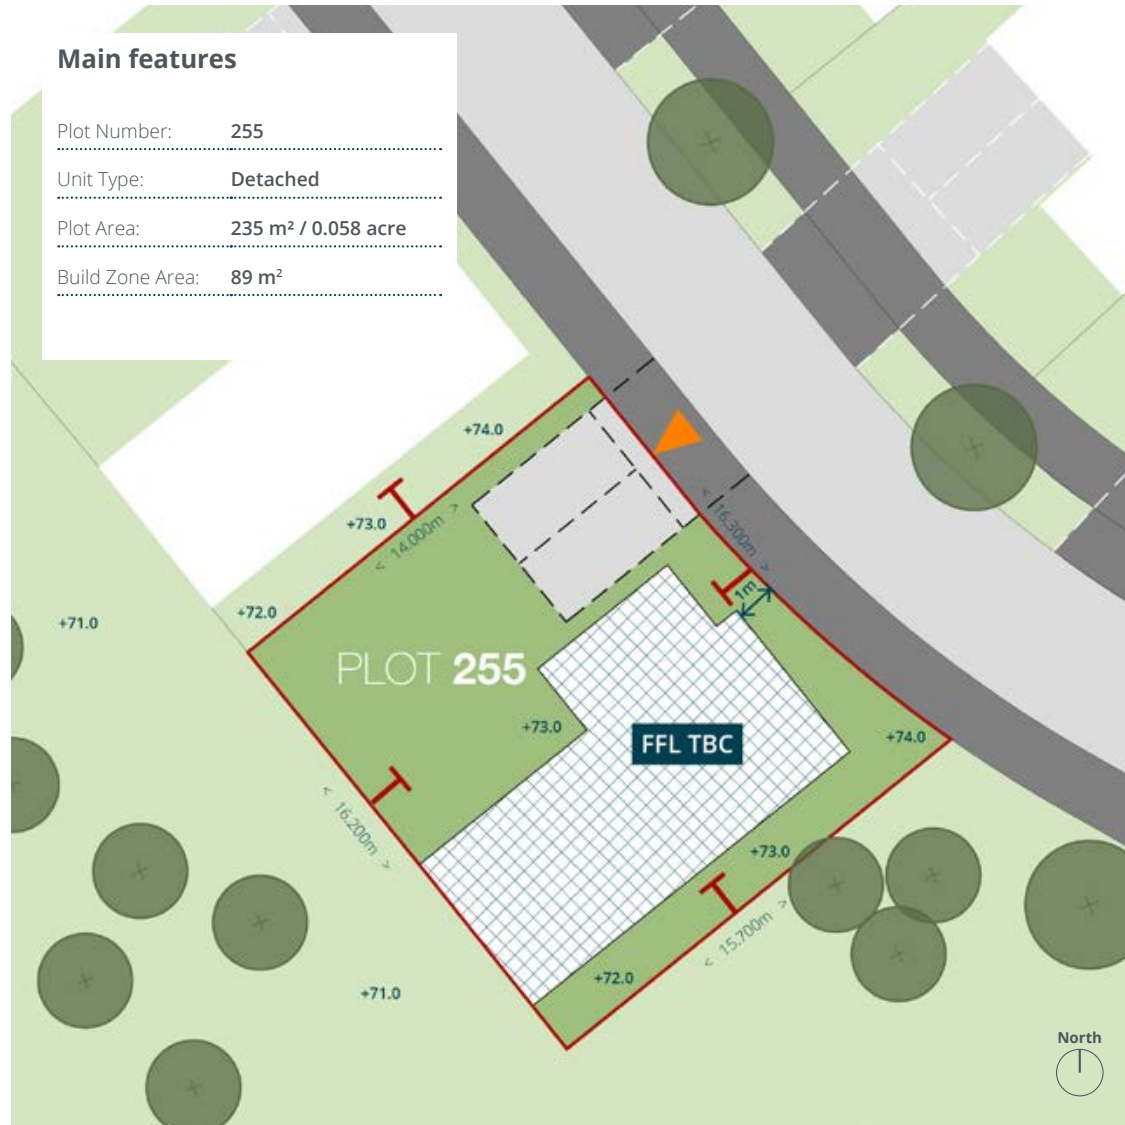 Main features
Plot Number: 255
Unit Type: Detached
Plot Area: 235 m² / 0.058 acre
Build Zone Area: 89 m²
+74.0
+73.0
< 14.000m >
< 16.300m >
1m
+72.0
+71.0
PLOT 255
+73.0
FFL TBC
+74.0
< 16.200m >
+73.0
< 15.700m >
+72.0
+71.0
North